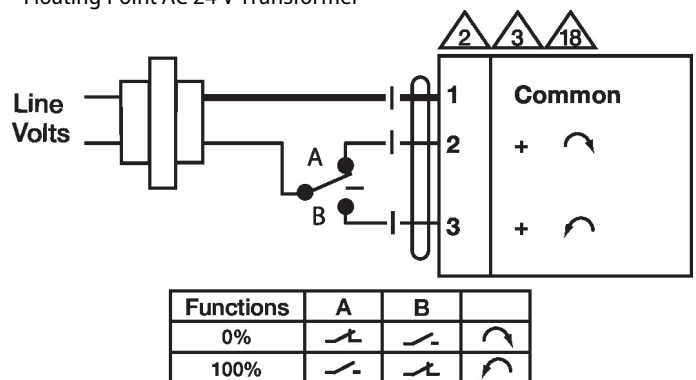 Floating Point AC 24 V Transformer
2 3 18
Line
Volts
1 Common
A 2 +
B 3 +
Functions A B
0%
100%